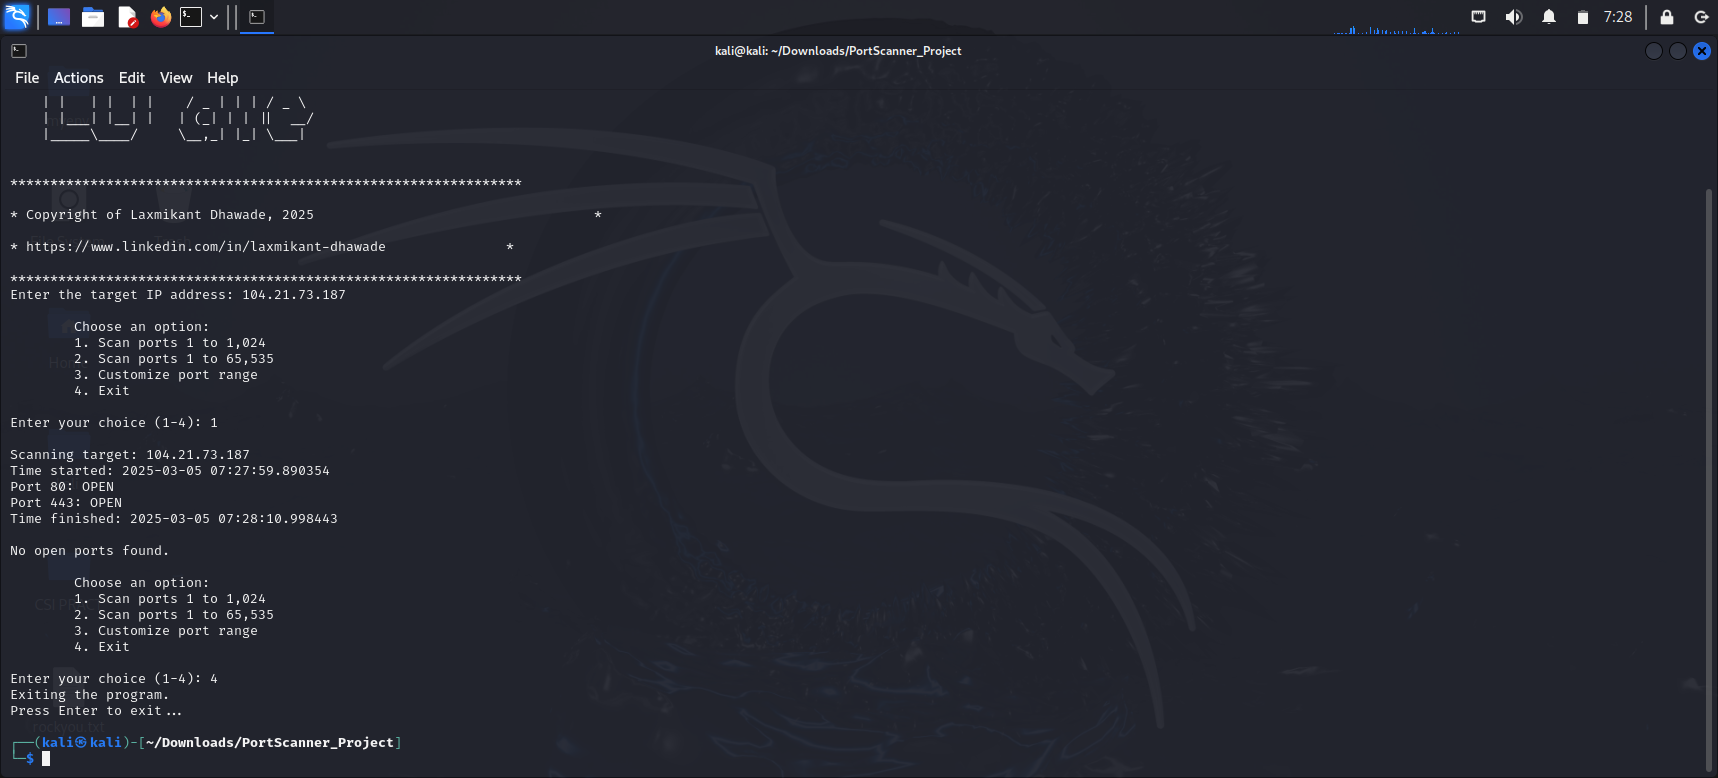 7:28
kali@kali: ~/Downloads/PortScanner_Project
File Actions Edit View Help
| |   | |  | |    / _ | | | / _ \
| |___| |__| |   | (_| | | ||  __/
|_____\____/     \__,_| |_| \___|
****************************************************************
* Copyright of Laxmikant Dhawade, 2025                                   *
* https://www.linkedin.com/in/laxmikant-dhawade               *
****************************************************************
Enter the target IP address: 104.21.73.187
Choose an option:
1. Scan ports 1 to 1,024
2. Scan ports 1 to 65,535
3. Customize port range
4. Exit
Enter your choice (1-4): 1
Scanning target: 104.21.73.187
Time started: 2025-03-05 07:27:59.890354
Port 80: OPEN
Port 443: OPEN
Time finished: 2025-03-05 07:28:10.998443
No open ports found.
Choose an option:
1. Scan ports 1 to 1,024
2. Scan ports 1 to 65,535
3. Customize port range
4. Exit
Enter your choice (1-4): 4
Exiting the program.
Press Enter to exit...
rockyou.txt
┌──(kali㉿kali)-[~/Downloads/PortScanner_Project]
└─$